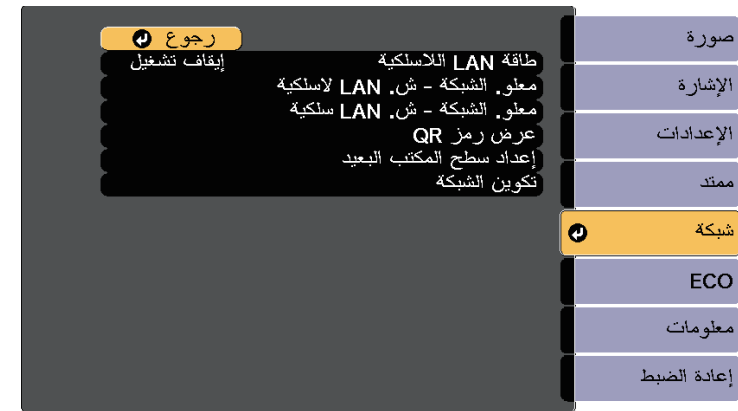 صورة
الإشارة
الإعدادات
ممتد
شبكة
ECO
معلومات
إعادة الضبط
رجوع
طاقة LAN اللاسلكية إيقاف تشغيل
معلو. الشبكة - ش. LAN لاسلكية
معلو. الشبكة - ش. LAN سلكية
عرض رمز QR
إعداد سطح المكتب البعيد
تكوين الشبكة